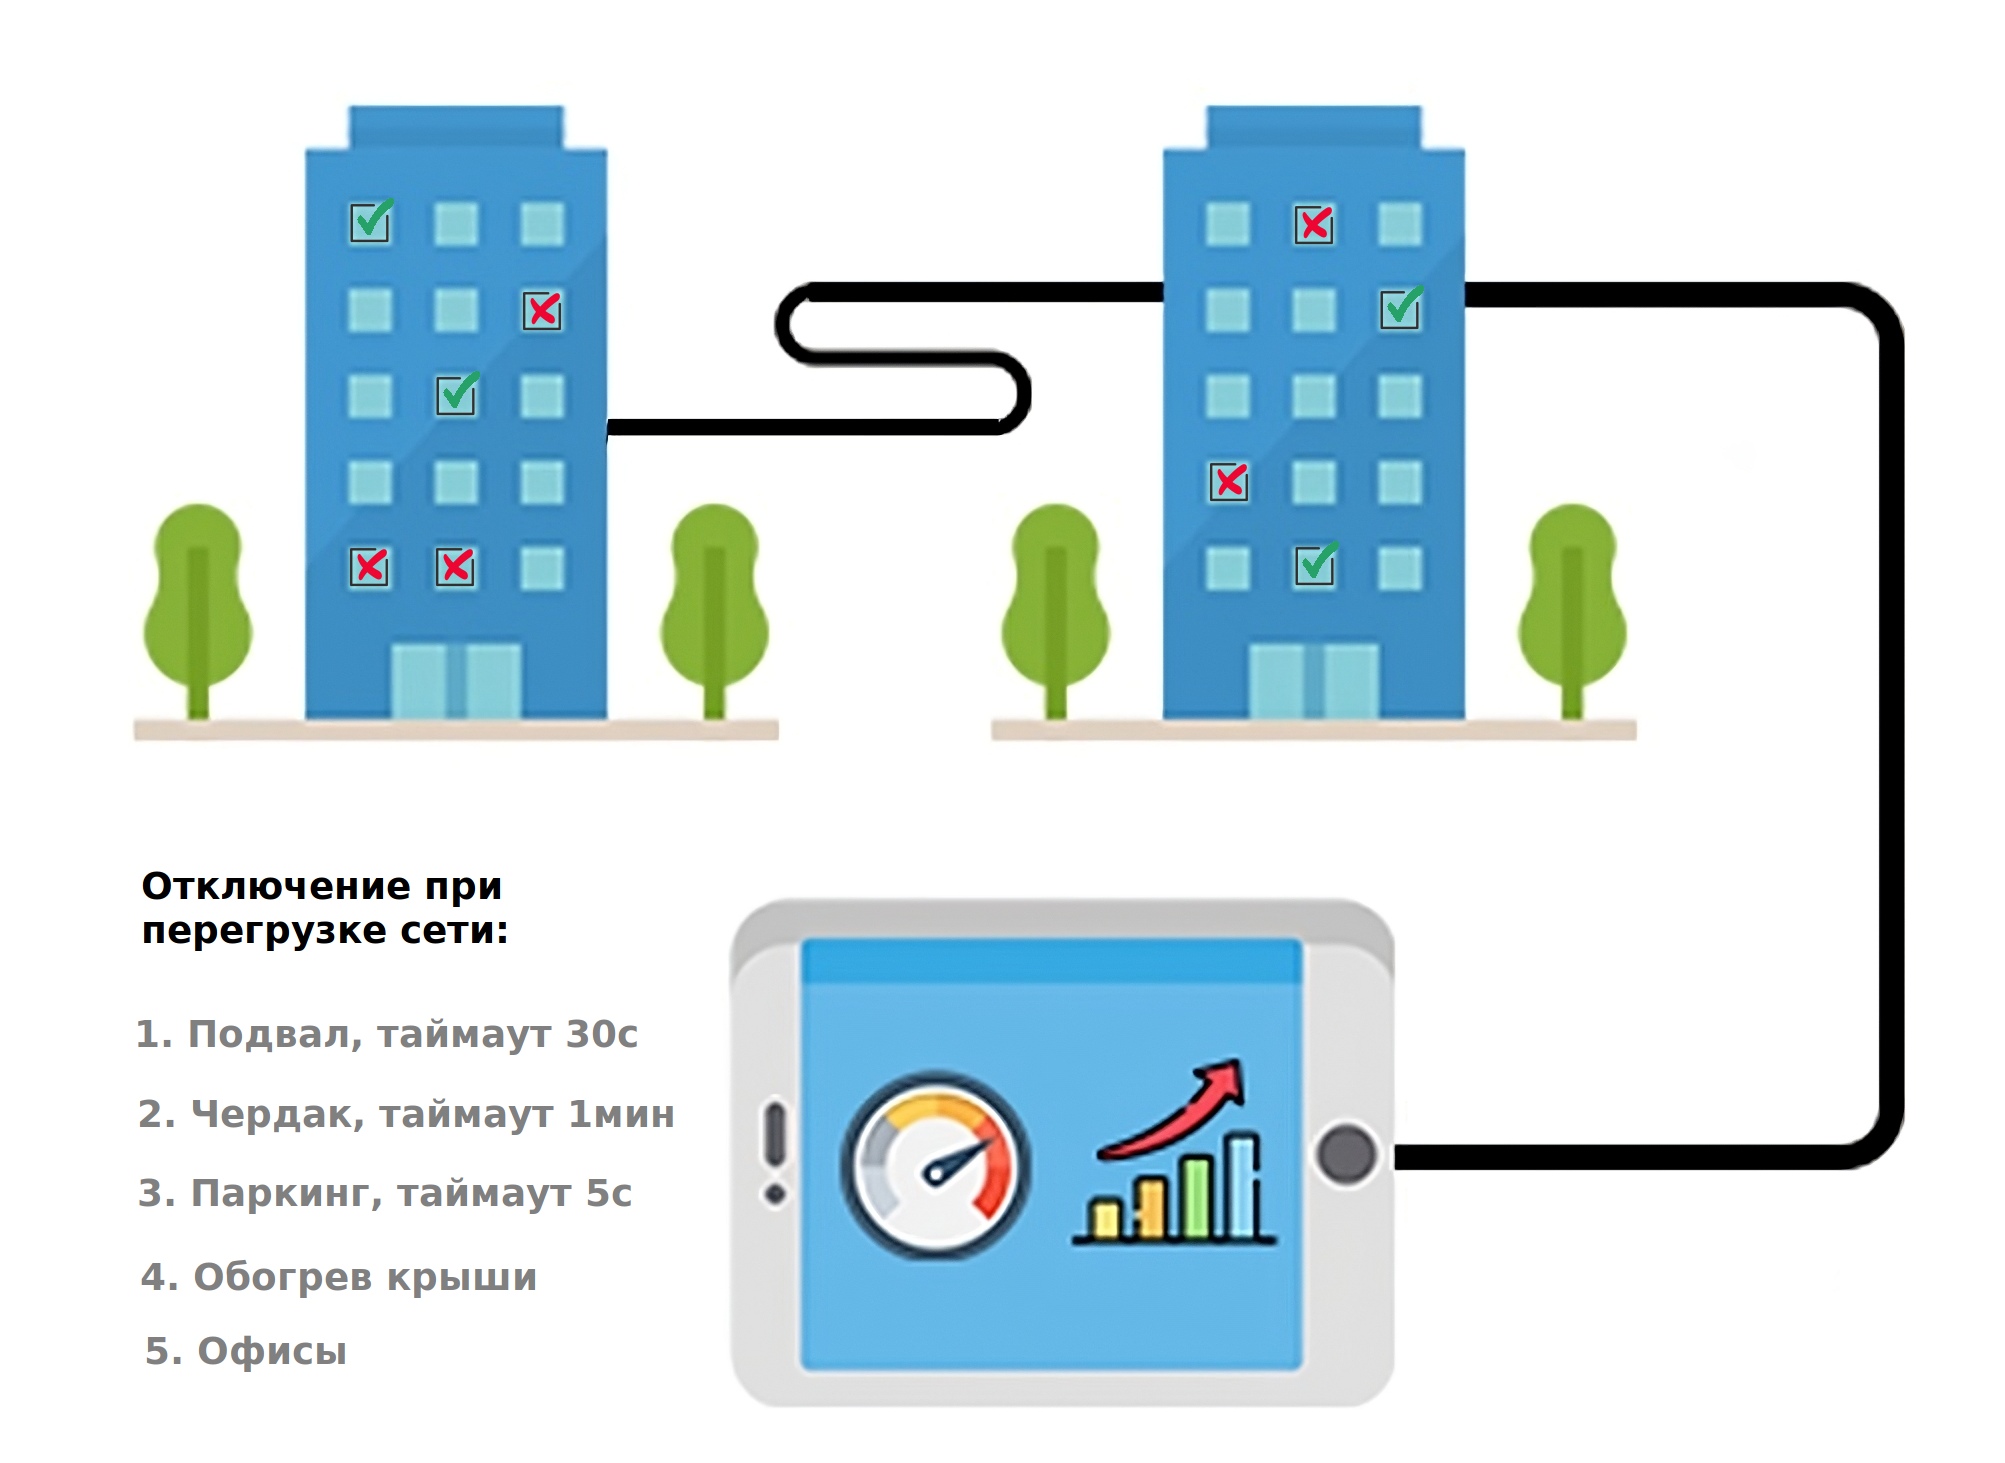 Отключение при
перегрузке сети:
1. Подвал, таймаут 30с
2. Чердак, таймаут 1мин
3. Паркинг, таймаут 5с
4. Обогрев крыши
5. Офисы